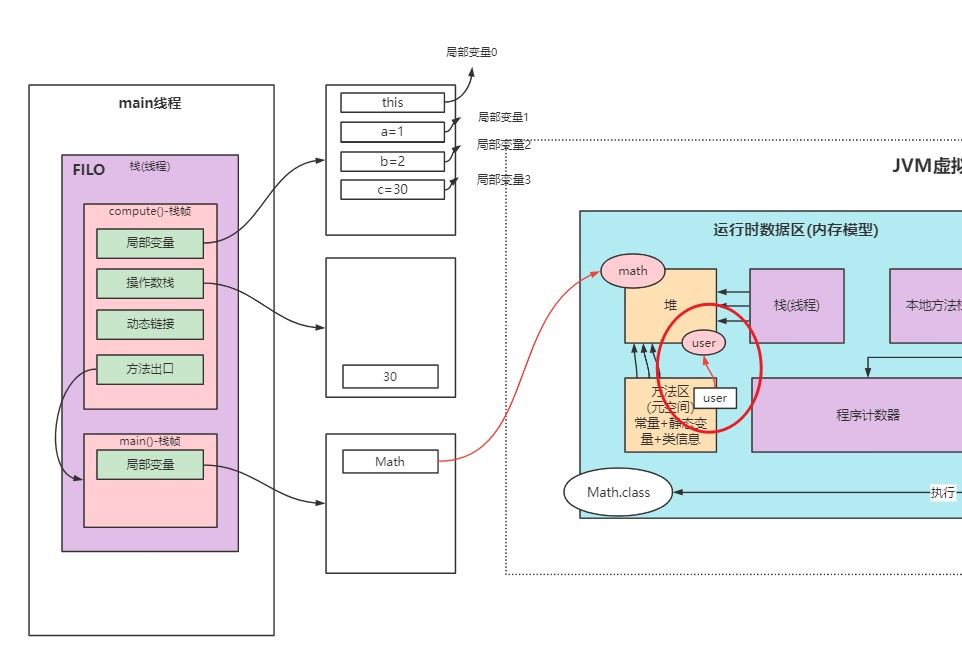 局部变量0
main线程
this
a=1
局部变量1
b=2
局部变量2
c=30
局部变量3
FILO
栈(线程)
compute()-栈帧
局部变量
操作数栈
动态链接
方法出口
30
main()-栈帧
局部变量
Math
JVM虚拟
运行时数据区(内存模型)
math
堆
栈(线程)
本地方法栈
user
user
方法区
(元空间)
常量+静态变
量+类信息
程序计数器
Math.class
执行